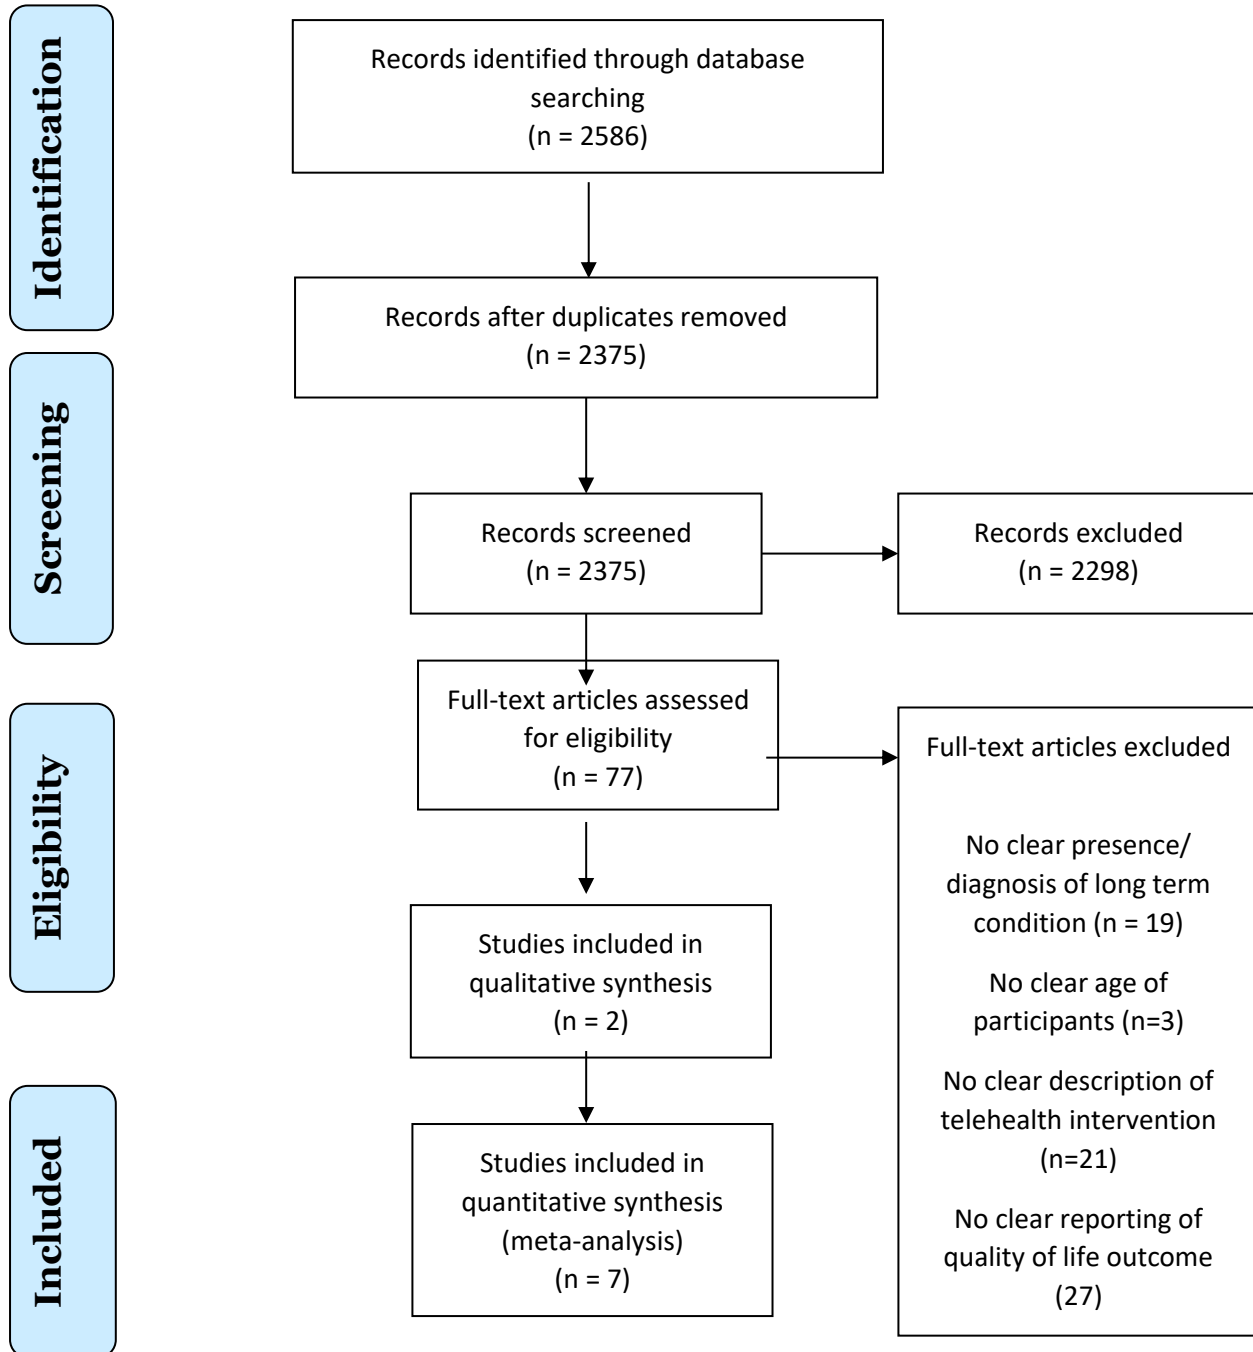 Identification
Records identified through database
searching
(n = 2586)
Records after duplicates removed
(n = 2375)
Screening
Records screened
(n = 2375)
Records excluded
(n = 2298)
Eligibility
Full-text articles assessed
for eligibility
(n = 77)
Full-text articles excluded
No clear presence/
diagnosis of long term
condition (n = 19)
No clear age of
participants (n=3)
No clear description of
telehealth intervention
(n=21)
No clear reporting of
quality of life outcome
(27)
Studies included in
qualitative synthesis
(n = 2)
Included
Studies included in
quantitative synthesis
(meta-analysis)
(n = 7)